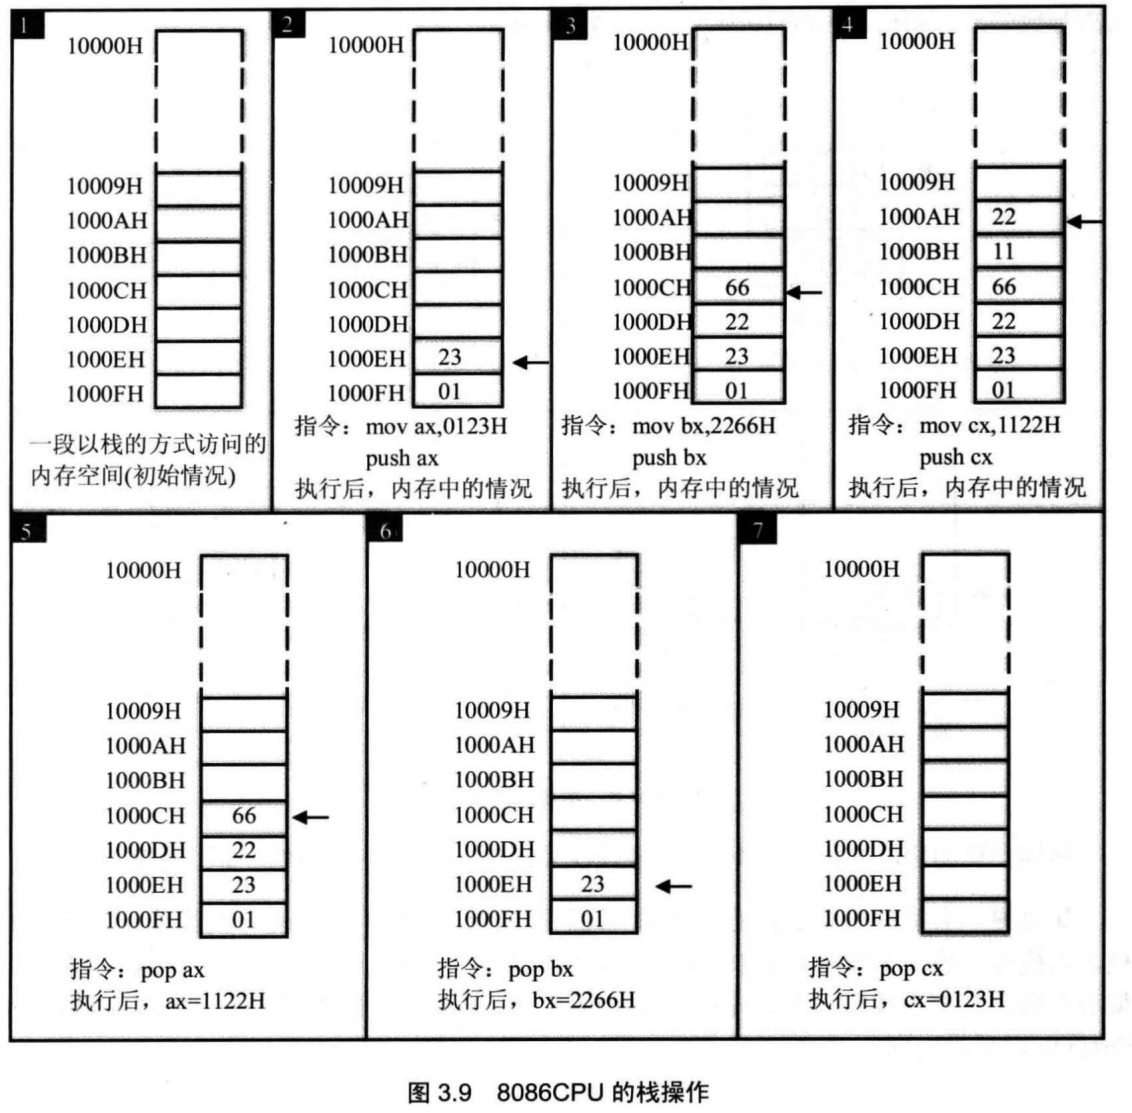 1
10000H
10009H
1000AH
1000BH
1000CH
1000DH
1000EH
1000FH
一段以栈的方式访问的
内存空间(初始情况)
2
10000H
10009H
1000AH
1000BH
1000CH
1000DH
1000EH 23
1000FH 01
指令：mov ax,0123H
push ax
执行后，内存中的情况
3
10000H
10009H
1000AH
1000BH
1000CH 66
1000DH 22
1000EH 23
1000FH 01
指令：mov bx,2266H
push bx
执行后，内存中的情况
4
10000H
10009H
1000AH 22
1000BH 11
1000CH 66
1000DH 22
1000EH 23
1000FH 01
指令：mov cx,1122H
push cx
执行后，内存中的情况
5
10000H
10009H
1000AH
1000BH
1000CH 66
1000DH 22
1000EH 23
1000FH 01
指令：pop ax
执行后，ax=1122H
6
10000H
10009H
1000AH
1000BH
1000CH
1000DH
1000EH 23
1000FH 01
指令：pop bx
执行后，bx=2266H
7
10000H
10009H
1000AH
1000BH
1000CH
1000DH
1000EH
1000FH
指令：pop cx
执行后，cx=0123H
图 3.9 8086CPU 的栈操作